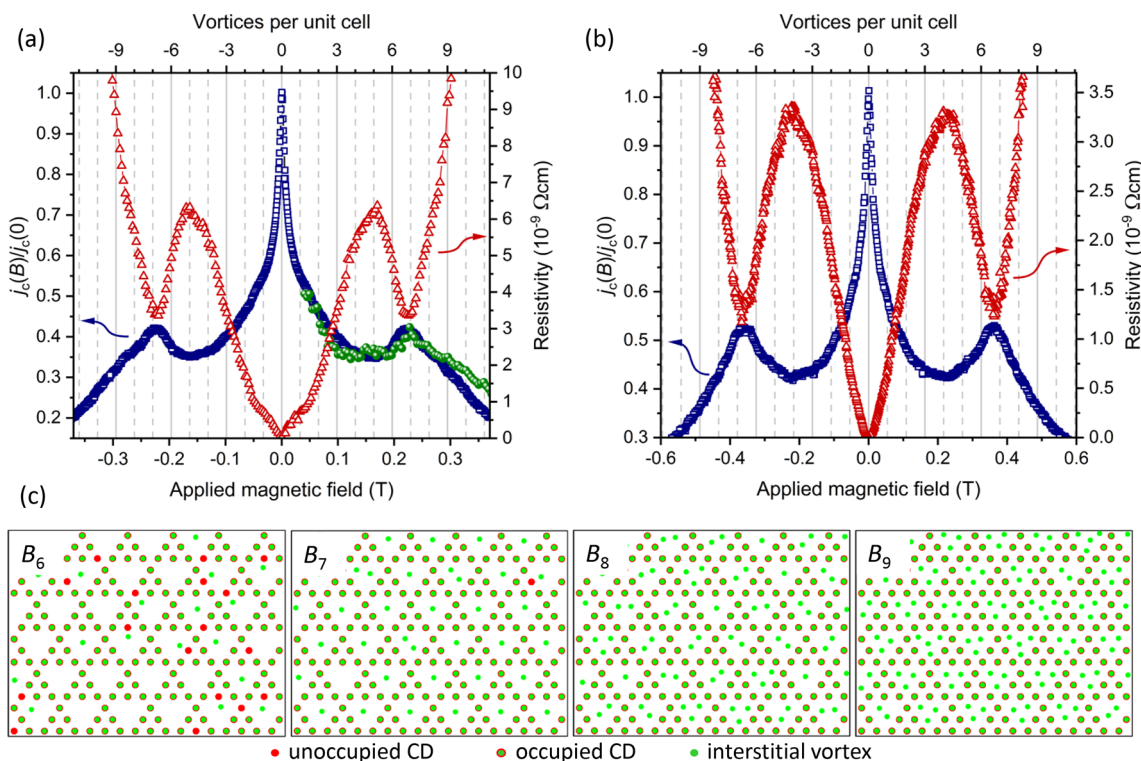 (a)
Vortices per unit cell
-9 -6 -3 0 3 6 9
1.0
0.9
0.8
0.7
0.6
0.5
0.4
0.3
0.2
jc(B)/jc(0)
10
9
8
7
6
5
4
3
2
1
0
Resistivity (10-9 Ωcm)
-0.3 -0.2 -0.1 0.0 0.1 0.2 0.3
Applied magnetic field (T)
(b)
Vortices per unit cell
-9 -6 -3 0 3 6 9
1.0
0.9
0.8
0.7
0.6
0.5
0.4
0.3
jc(B)/jc(0)
3.5
3.0
2.5
2.0
1.5
1.0
0.5
0.0
Resistivity (10-9 Ωcm)
-0.6 -0.4 -0.2 0.0 0.2 0.4 0.6
Applied magnetic field (T)
(c)
B6
B7
B8
B9
unoccupied CD occupied CD interstitial vortex